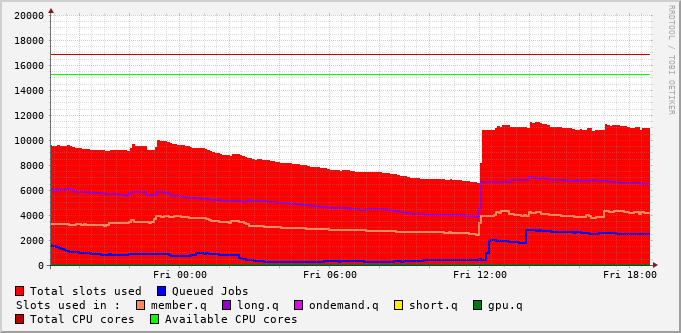 20000
18000
16000
14000
12000
10000
8000
6000
4000
2000
0
Fri 00:00 Fri 06:00 Fri 12:00 Fri 18:00
RRDTOOL / TOBI OETIKER
Total slots used Queued Jobs
Slots used in : member.q long.q ondemand.q short.q gpu.q
Total CPU cores Available CPU cores